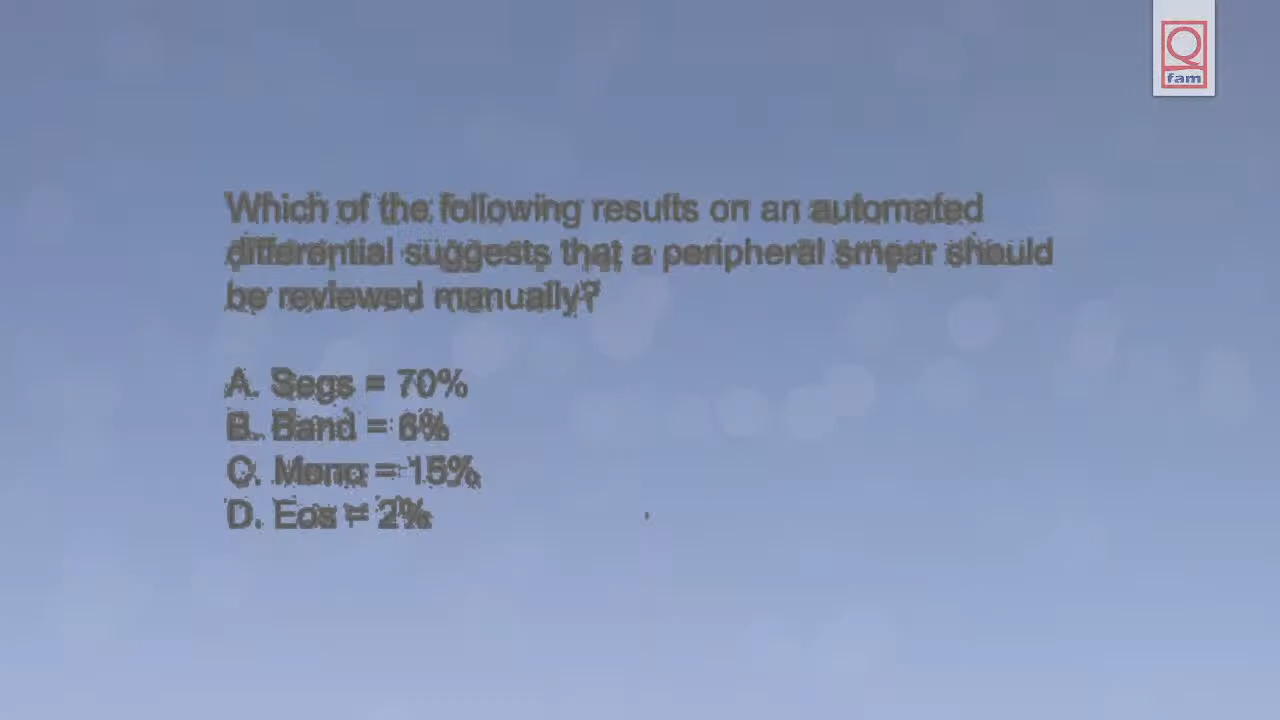 Q
fam
Which of the following results on an automated
differential suggests that a peripheral smear should
be reviewed manually?
A. Segs = 70%
B. Band = 6%
C. Mono = 15%
D. Eos = 2%